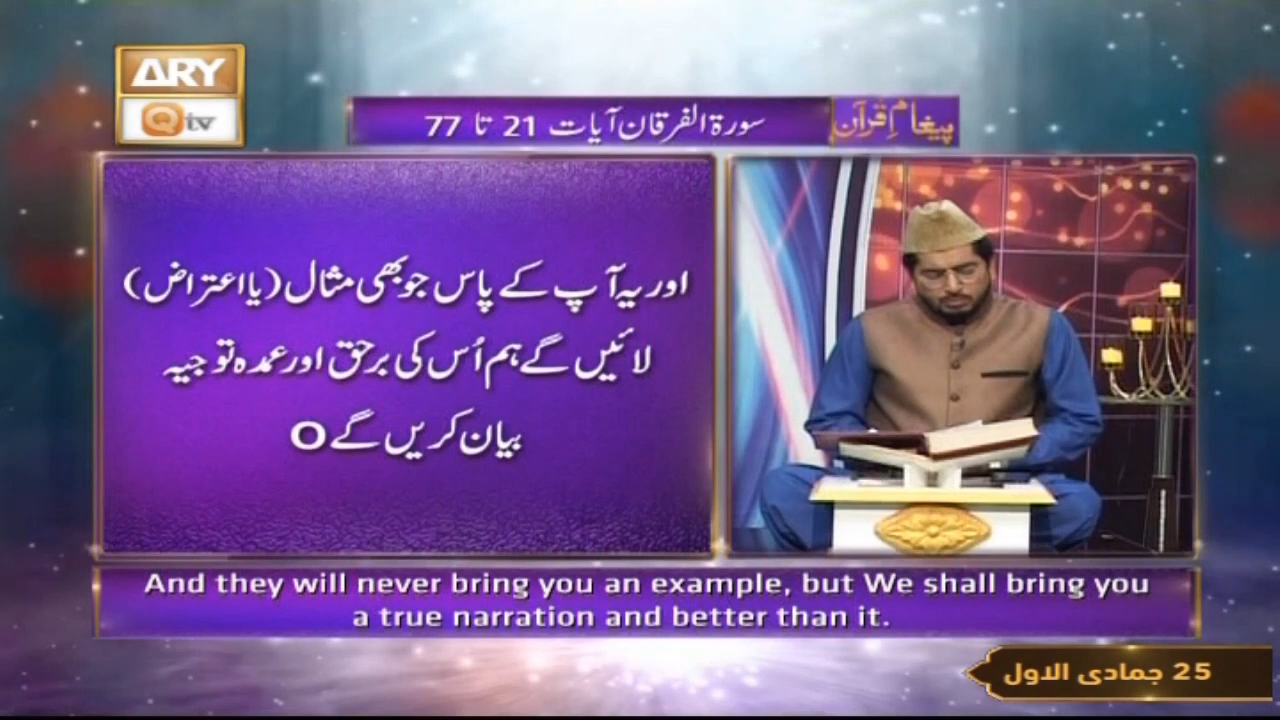 ARY
Qtv
پیغامِ قرآن
سورۃ الفرقان آیات 21 تا 77
اور یہ آپ کے پاس جو بھی مثال (یا اعتراض)
لائیں گے ہم اُس کی برحق اور عمدہ توجیہ
بیان کریں گے O
And they will never bring you an example, but We shall bring you
a true narration and better than it.
25 جمادی الاول